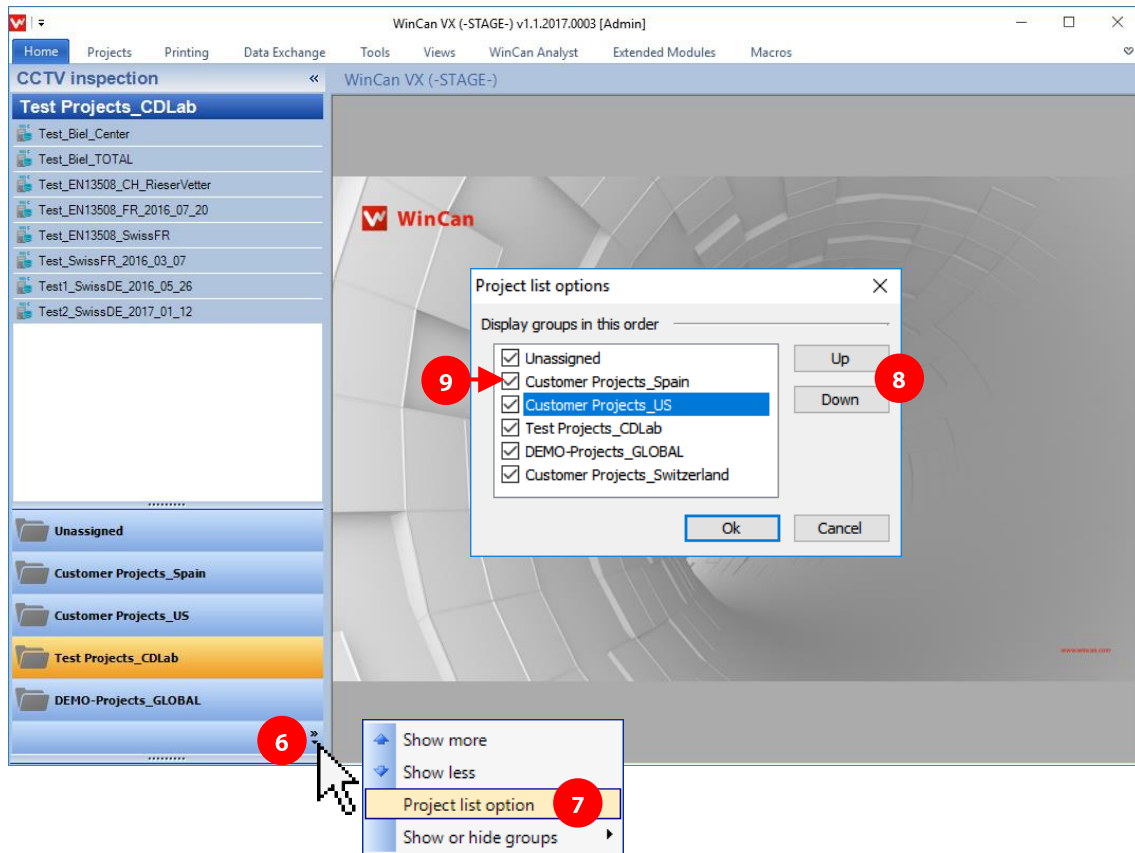 WinCan VX (-STAGE-) v1.1.2017.0003 [Admin]
Home Projects Printing Data Exchange Tools Views WinCan Analyst Extended Modules Macros
CCTV inspection «
WinCan VX (-STAGE-)
Test Projects_CDLab
Test_Biel_Center
Test_Biel_TOTAL
Test_EN13508_CH_RieserVetter
Test_EN13508_FR_2016_07_20
Test_EN13508_SwissFR
Test_SwissFR_2016_03_07
Test1_SwissDE_2016_05_26
Test2_SwissDE_2017_01_12
WinCan
Project list options
Display groups in this order
Unassigned
Customer Projects_Spain
Customer Projects_US
Test Projects_CDLab
DEMO-Projects_GLOBAL
Customer Projects_Switzerland
Up
Down
8
9
Ok Cancel
Unassigned
Customer Projects_Spain
Customer Projects_US
Test Projects_CDLab
DEMO-Projects_GLOBAL
www.wincan.com
6 »
Show more
Show less
Project list option 7
Show or hide groups